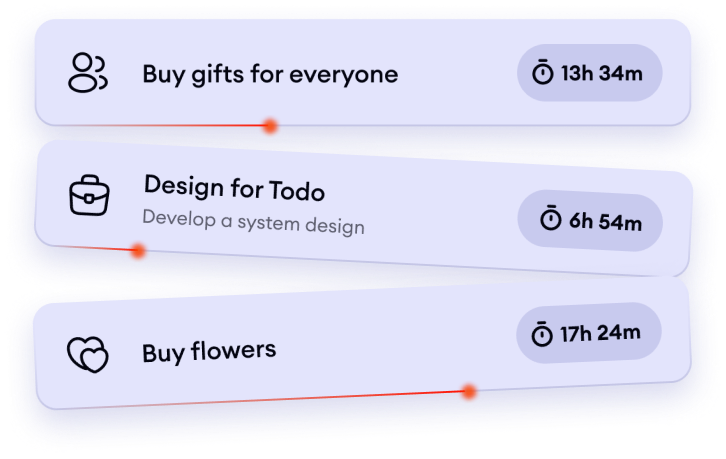 Buy gifts for everyone
13h 34m
Design for Todo
Develop a system design
6h 54m
Buy flowers
17h 24m